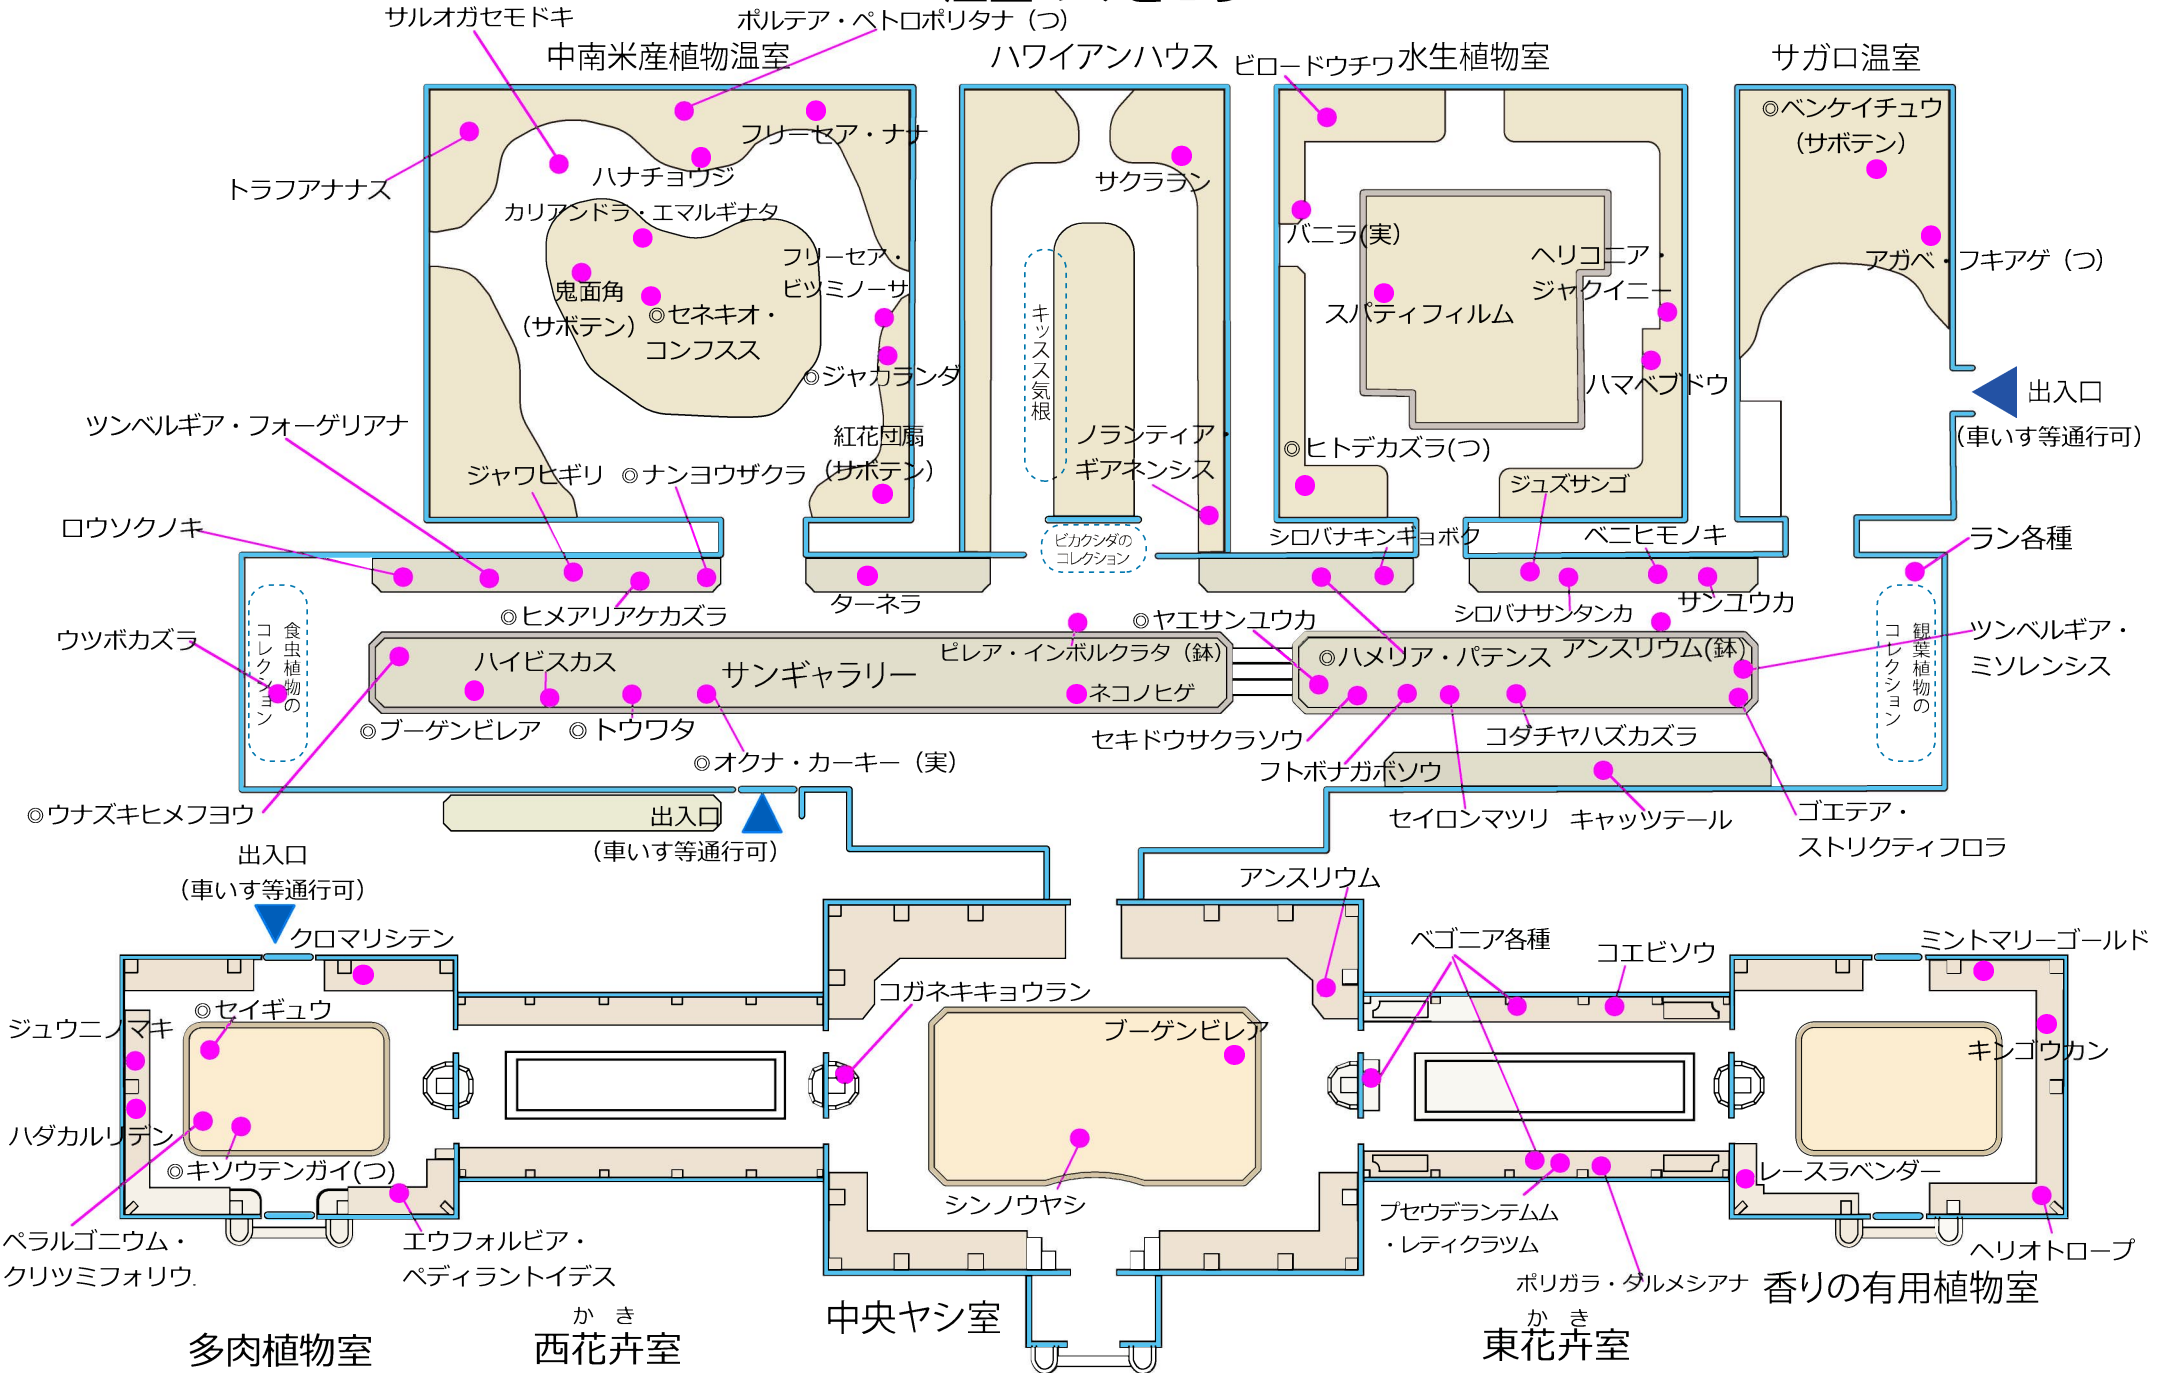 サルオガセモドキ
ポルテア・ペトロポリタナ（つ）
中南米産植物温室
ハワイアンハウス
ビロードウチワ
水生植物室
サガロ温室
トラフアナナス
フリーセア・ナナ
ハナチョウジ
カリアンドラ・エマルギナタ
フリーセア・
ビツミノーサ
鬼面角
（サボテン）
◎セネキオ・
コンフスス
◎ジャカランダ
紅花団扇
（サボテン）
サクララン
キッスス気根
ノランティア・
ギアネンシス
ビカクシダの
コレクション
バニラ(実）
ヘリコニア・
ジャクイニー
スパティフィルム
ハマベブドウ
◎ヒトデカズラ(つ)
ジュズサンゴ
◎ベンケイチュウ
（サボテン）
アガベ・フキアゲ（つ）
出入口
（車いす等通行可）
ツンベルギア・フォーゲリアナ
ジャワヒギリ
◎ナンヨウザクラ
ロウソクノキ
シロバナキンギョボク
ベニヒモノキ
ラン各種
◎ヒメアリアケカズラ
ターネラ
◎ヤエサンユウカ
シロバナサンタンカ
サンユウカ
ウツボカズラ
食虫植物の
コレクション
ハイビスカス
サンギャラリー
ピレア・インボルクラタ（鉢）
ネコノヒゲ
◎ハメリア・パテンス
アンスリウム(鉢)
観葉植物の
コレクション
ツンベルギア・
ミソレンシス
◎ブーゲンビレア
◎トウワタ
◎オクナ・カーキー（実）
セキドウサクラソウ
コダチヤハズカズラ
フトボナガボソウ
◎ウナズキヒメフヨウ
出入口
（車いす等通行可）
セイロンマツリ
キャッツテール
ゴエテア・
ストリクティフロラ
出入口
（車いす等通行可）
クロマリシテン
アンスリウム
ベゴニア各種
コエビソウ
ミントマリーゴールド
◎セイギュウ
ジュウニノマキ
コガネキキョウラン
ブーゲンビレア
キンゴウカン
ハダカルリデン
◎キソウテンガイ(つ)
シンノウヤシ
レースラベンダー
ペラルゴニウム・
クリツミフォリウ.
エウフォルビア・
ペディラントイデス
プセウデランテムム
・レティクラツム
ポリガラ・ダルメシアナ
ヘリオトロープ
香りの有用植物室
中央ヤシ室
かき
西花卉室
かき
東花卉室
多肉植物室